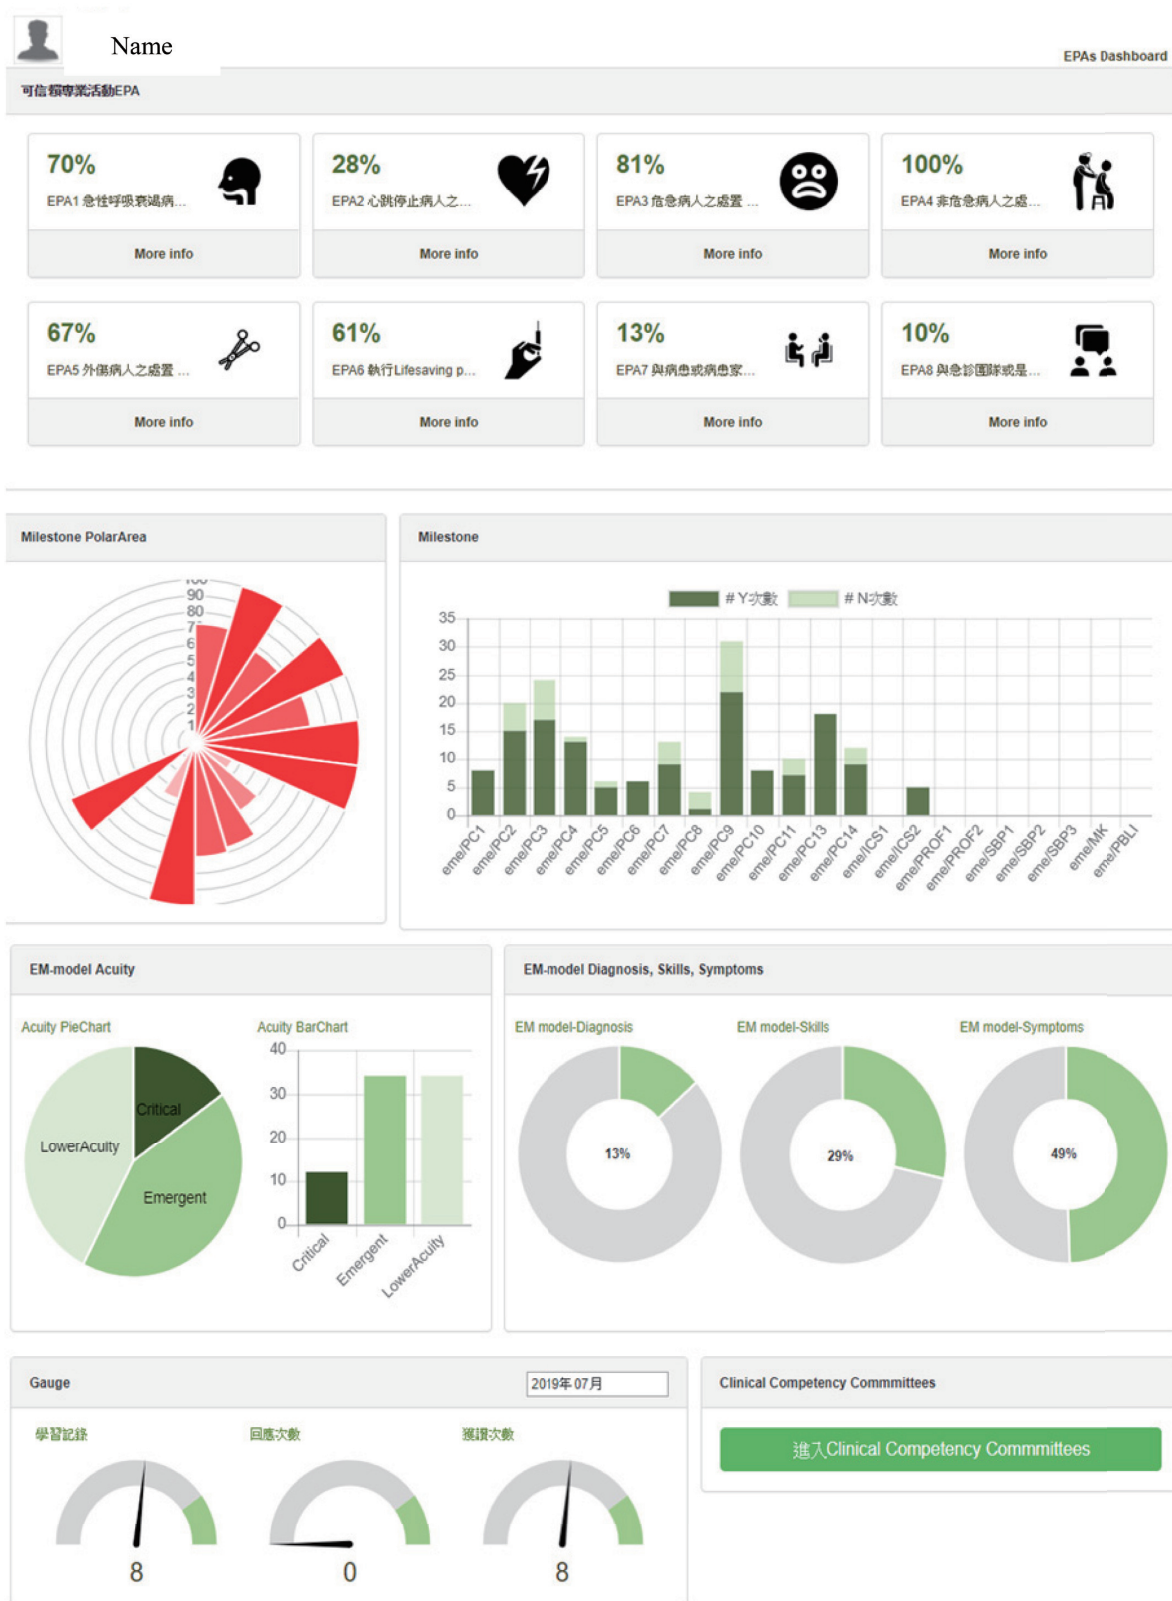 Name
EPAs Dashboard
可信賴專業活動EPA
70%
EPA1 急性呼吸衰竭病...
More info
28%
EPA2 心跳停止病人之...
More info
81%
EPA3 危急病人之處置 ...
More info
100%
EPA4 非危急病人之處...
More info
67%
EPA5 外傷病人之處置 ...
More info
61%
EPA6 執行Lifesaving p...
More info
13%
EPA7 與病患或病患家...
More info
10%
EPA8 與急診團隊或是...
More info
Milestone PolarArea
100
90
80
7
6
5
4
3
2
1
Milestone
# Y次數
# N次數
35
30
25
20
15
10
5
0
eme/PC1
eme/PC2
eme/PC3
eme/PC4
eme/PC5
eme/PC6
eme/PC7
eme/PC8
eme/PC9
eme/PC10
eme/PC11
eme/PC13
eme/PC14
eme/ICS1
eme/ICS2
eme/PROF1
eme/PROF2
eme/SBP1
eme/SBP2
eme/SBP3
eme/MK
eme/PBLI
EM-model Acuity
Acuity PieChart
Critical
LowerAcuity
Emergent
Acuity BarChart
40
30
20
10
0
Critical
Emergent
LowerAcuity
EM-model Diagnosis, Skills, Symptoms
EM model-Diagnosis
13%
EM model-Skills
29%
EM model-Symptoms
49%
Gauge
2019年 07月
學習記錄
8
回應次數
0
獲讚次數
8
Clinical Competency Commmittees
進入Clinical Competency Commmittees